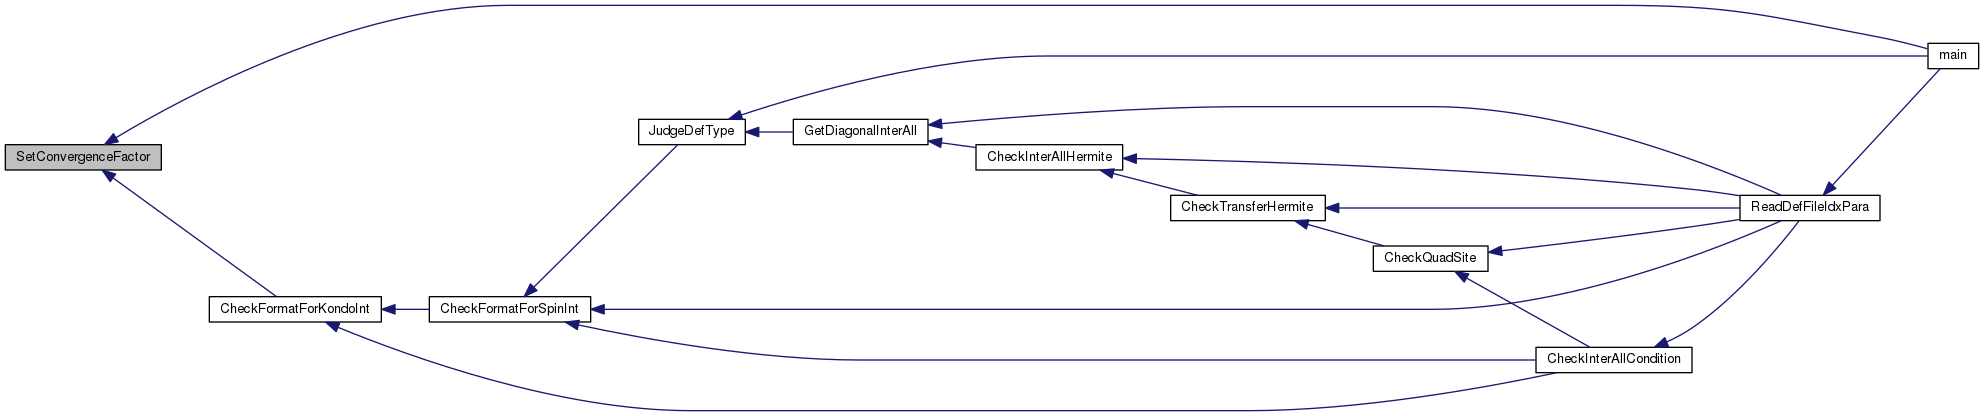 main
JudgeDefType
GetDiagonalInterAll
SetConvergenceFactor
CheckInterAllHermite
CheckTransferHermite
ReadDefFileIdxPara
CheckQuadSite
CheckFormatForKondoInt
CheckFormatForSpinInt
CheckInterAllCondition